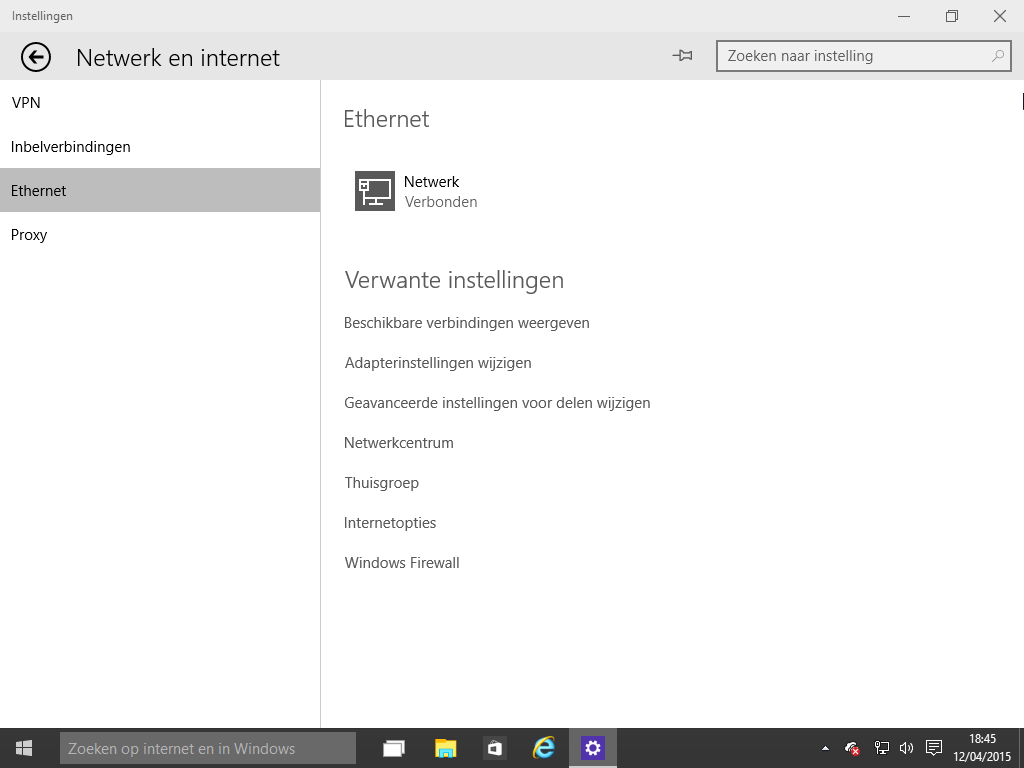 Instellingen
Netwerk en internet
Zoeken naar instelling
VPN
Inbelverbindingen
Ethernet
Proxy
Ethernet
Netwerk
Verbonden
Verwante instellingen
Beschikbare verbindingen weergeven
Adapterinstellingen wijzigen
Geavanceerde instellingen voor delen wijzigen
Netwerkcentrum
Thuisgroep
Internetopties
Windows Firewall
Zoeken op internet en in Windows
18:45
12/04/2015